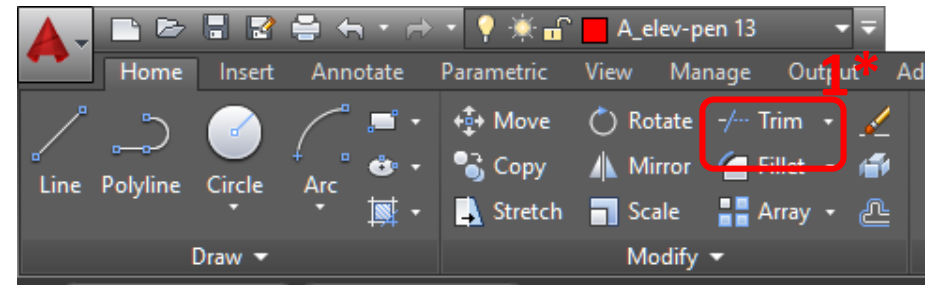 A_elev-pen 13
Home Insert Annotate Parametric View Manage Output Ad
1*
Move Rotate Trim
Copy Mirror Fillet
Line Polyline Circle Arc
Stretch Scale Array
Draw Modify